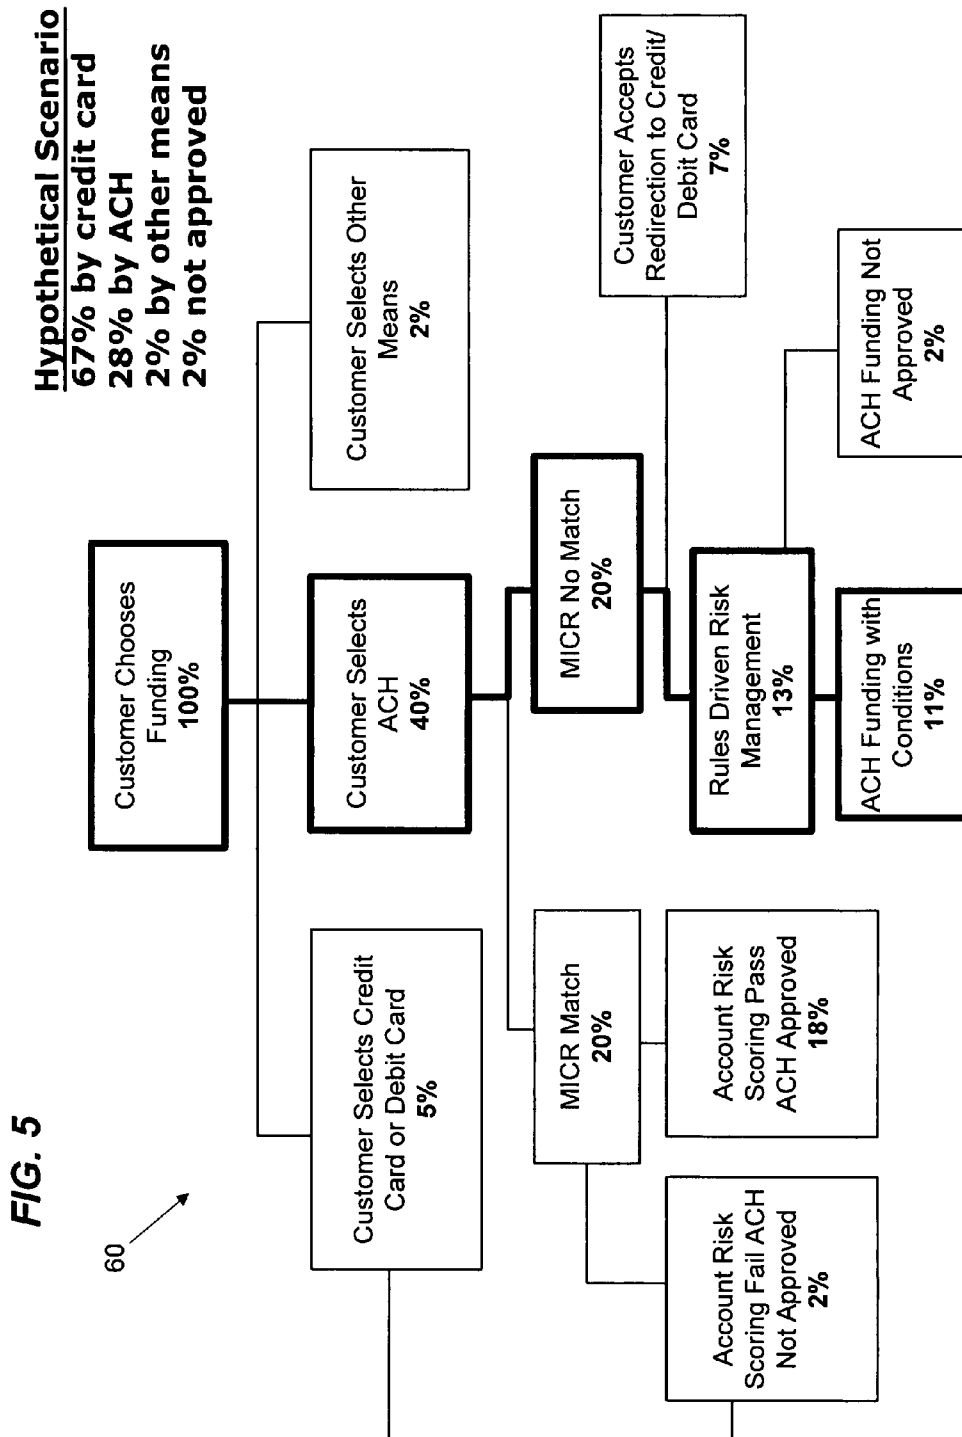 FIG. 5
60
Hypothetical Scenario
67% by credit card
28% by ACH
2% by other means
2% not approved
Customer Chooses
Funding
100%
Customer Selects Credit
Card or Debit Card
5%
Customer Selects
ACH
40%
Customer Selects Other
Means
2%
MICR Match
20%
MICR No Match
20%
Account Risk
Scoring Fail ACH
Not Approved
2%
Account Risk
Scoring Pass
ACH Approved
18%
Rules Driven Risk
Management
13%
Customer Accepts
Redirection to Credit/
Debit Card
7%
ACH Funding with
Conditions
11%
ACH Funding Not
Approved
2%